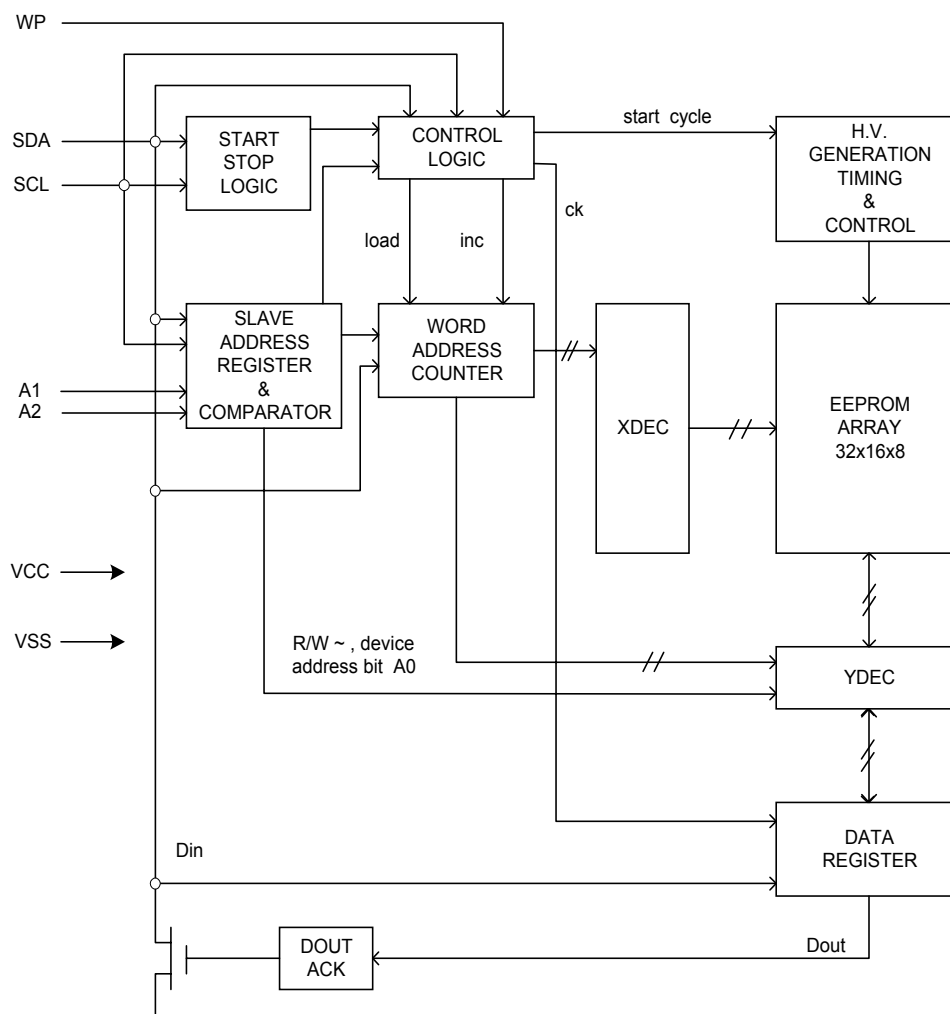 WP
SDA
SCL
START
STOP
LOGIC
CONTROL
LOGIC
start cycle
H.V.
GENERATION
TIMING
&
CONTROL
load
inc
ck
SLAVE
ADDRESS
REGISTER
&
COMPARATOR
WORD
ADDRESS
COUNTER
A1
A2
XDEC
EEPROM
ARRAY
32x16x8
VCC
VSS
R/W ~ , device
address bit A0
YDEC
Din
DATA
REGISTER
DOUT
ACK
Dout